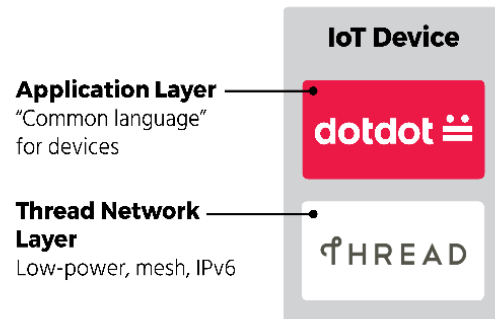 IoT Device
Application Layer
“Common language”
for devices
dotdot
Thread Network
Layer
Low-power, mesh, IPv6
THREAD